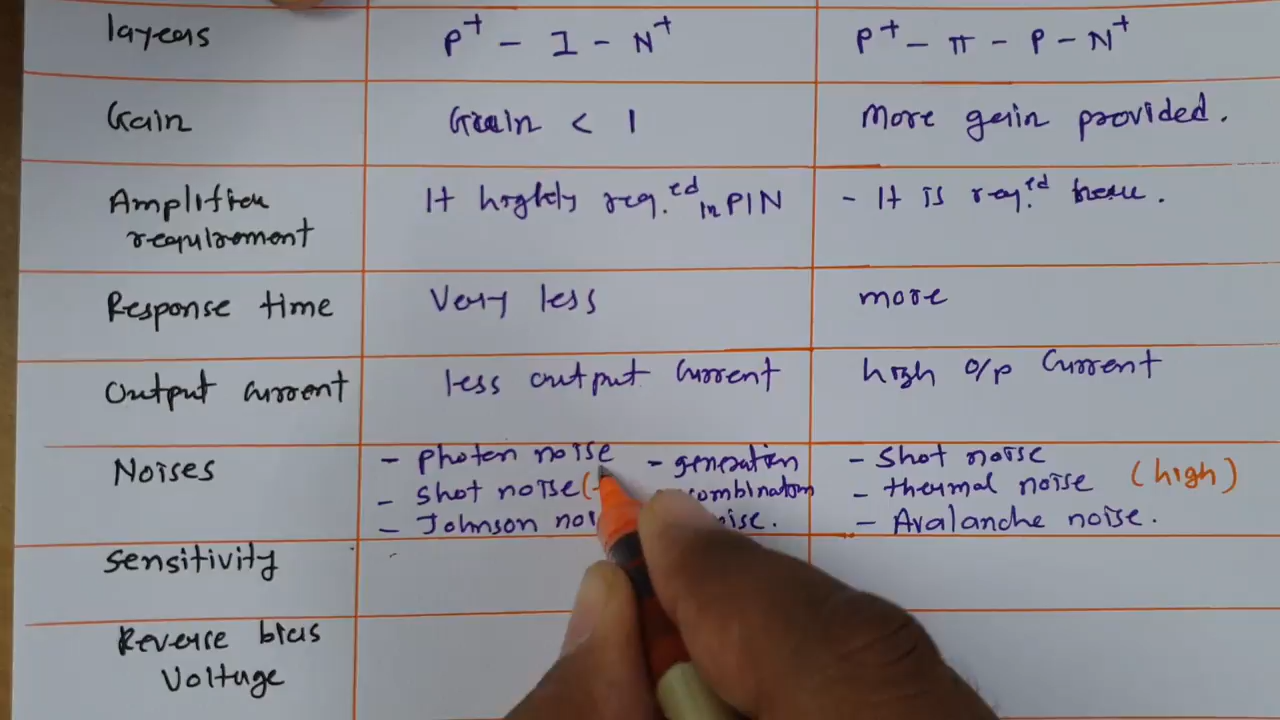 layers
P+ - I - N+
P+ - π - P - N+
Gain
Gain < 1
More gain provided.
Amplifier
requirement
It highly req.ed in PIN
- It is req.ed here.
Response time
Very less
more
Output current
less output current
high o/p current
Noises
- Photon noise
- Shot noise (
- Johnson
- generation
- Shot noise
- thermal noise
- Avalanche noise.
(high)
Sensitivity
Reverse bias
Voltage